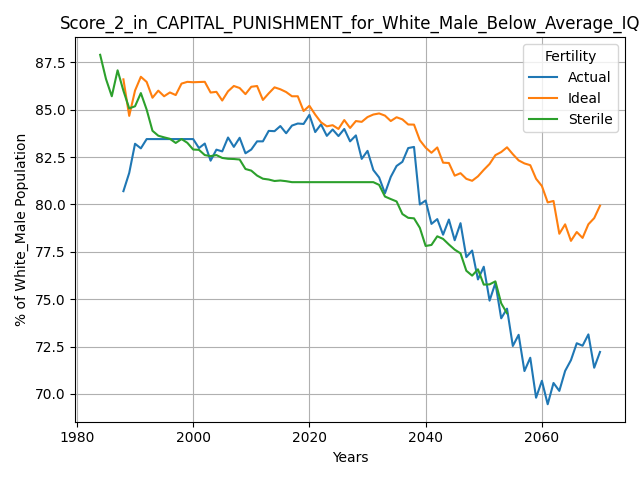 Score_2_in_CAPITAL_PUNISHMENT_for_White_Male_Below_Average_IQ
Fertility
Actual
Ideal
Sterile
% of White_Male Population
87.5
85.0
82.5
80.0
77.5
75.0
72.5
70.0
1980 2000 2020 2040 2060
Years